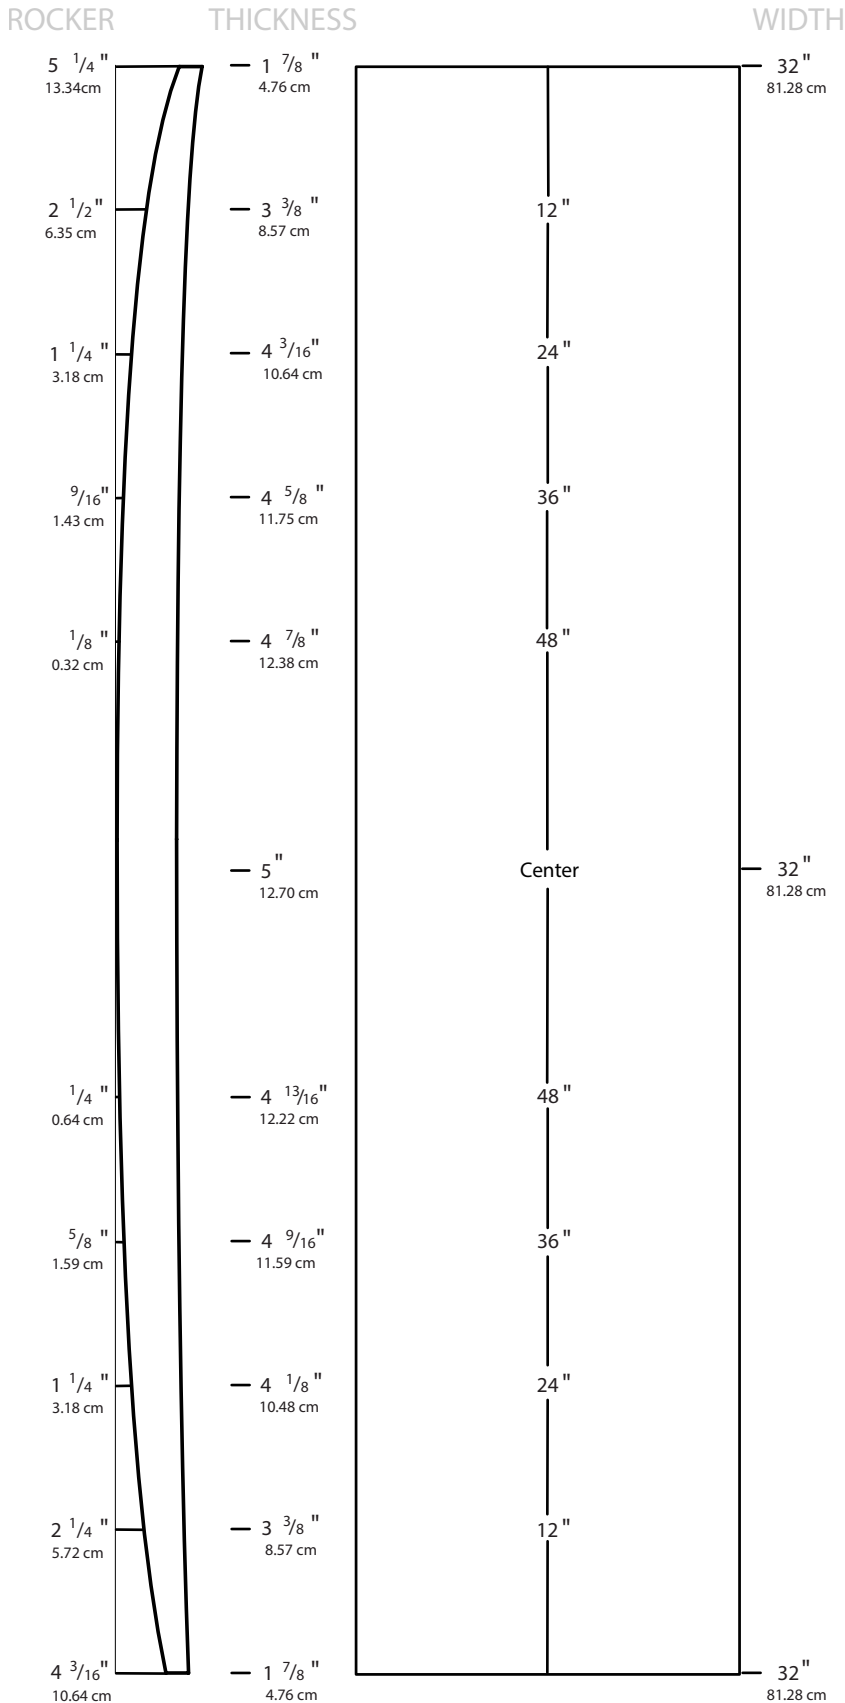 ROCKER THICKNESS WIDTH
5 1/4" 1 7/8" 32"
13.34cm 4.76 cm 81.28 cm
2 1/2" 3 3/8" 12"
6.35 cm 8.57 cm
1 1/4" 4 3/16" 24"
3.18 cm 10.64 cm
9/16" 4 5/8" 36"
1.43 cm 11.75 cm
1/8" 4 7/8" 48"
0.32 cm 12.38 cm
5" Center 32"
12.70 cm 81.28 cm
1/4" 4 13/16" 48"
0.64 cm 12.22 cm
5/8" 4 9/16" 36"
1.59 cm 11.59 cm
1 1/4" 4 1/8" 24"
3.18 cm 10.48 cm
2 1/4" 3 3/8" 12"
5.72 cm 8.57 cm
4 3/16" 1 7/8" 32"
10.64 cm 4.76 cm 81.28 cm